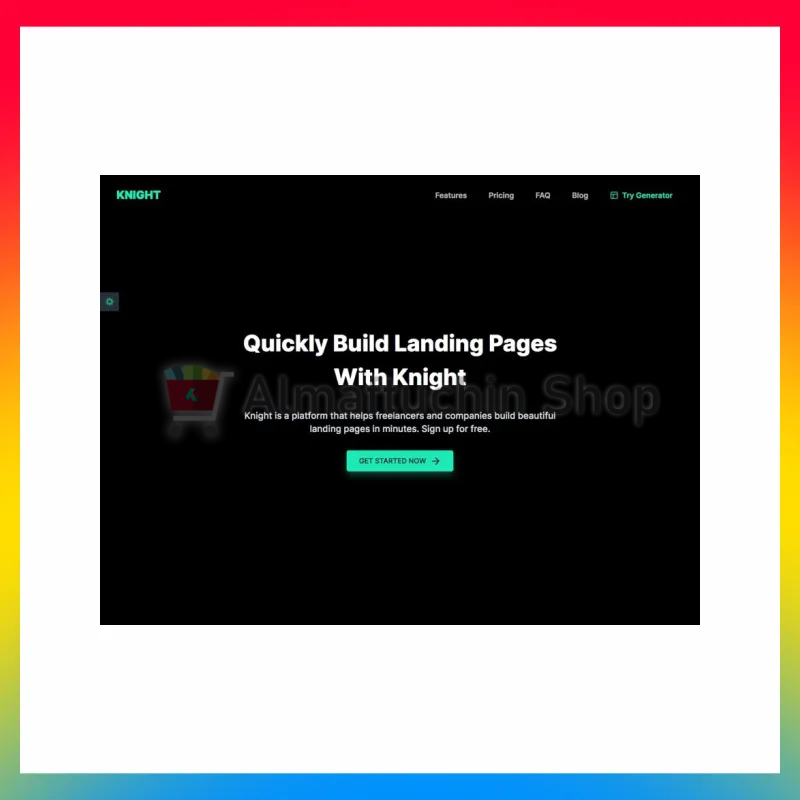 KNIGHT
Features
Pricing
FAQ
Blog
Try Generator
Quickly Build Landing Pages
With Knight
Almaftuchin Shop
Knight is a platform that helps freelancers and companies build beautiful
landing pages in minutes. Sign up for free.
GET STARTED NOW